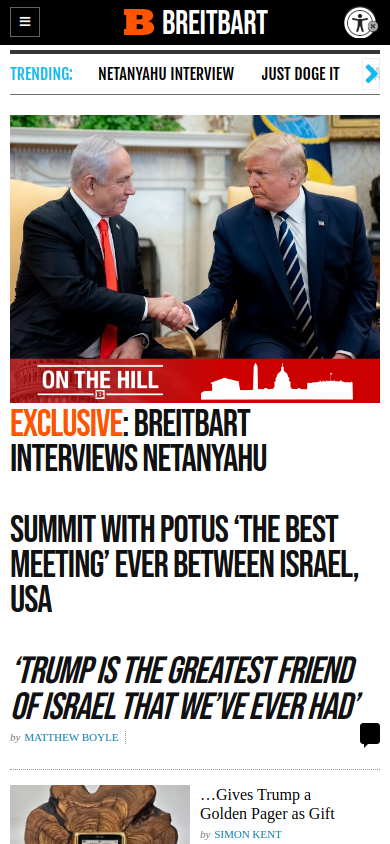 B BREITBART
TRENDING: NETANYAHU INTERVIEW JUST DOGE IT
ON THE HILL
B
EXCLUSIVE: BREITBART
INTERVIEWS NETANYAHU
SUMMIT WITH POTUS ‘THE BEST
MEETING’ EVER BETWEEN ISRAEL,
USA
‘TRUMP IS THE GREATEST FRIEND
OF ISRAEL THAT WE’VE EVER HAD’
by MATTHEW BOYLE
…Gives Trump a
Golden Pager as Gift
by SIMON KENT